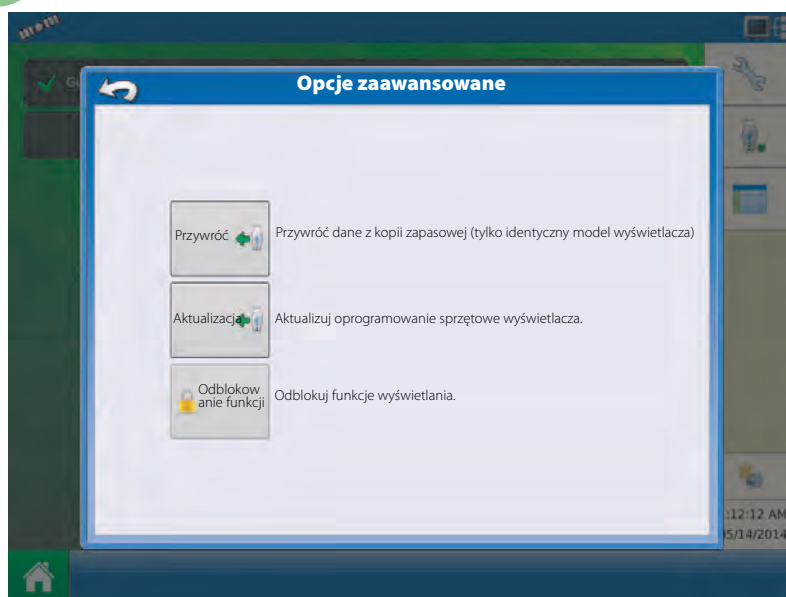 Opcje zaawansowane
Przywróć
Przywróć dane z kopii zapasowej (tylko identyczny model wyświetlacza)
Aktualizacja
Aktualizuj oprogramowanie sprzętowe wyświetlacza.
Odblokow
anie funkcji
Odblokuj funkcje wyświetlania.
:12:12 AM
05/14/2014